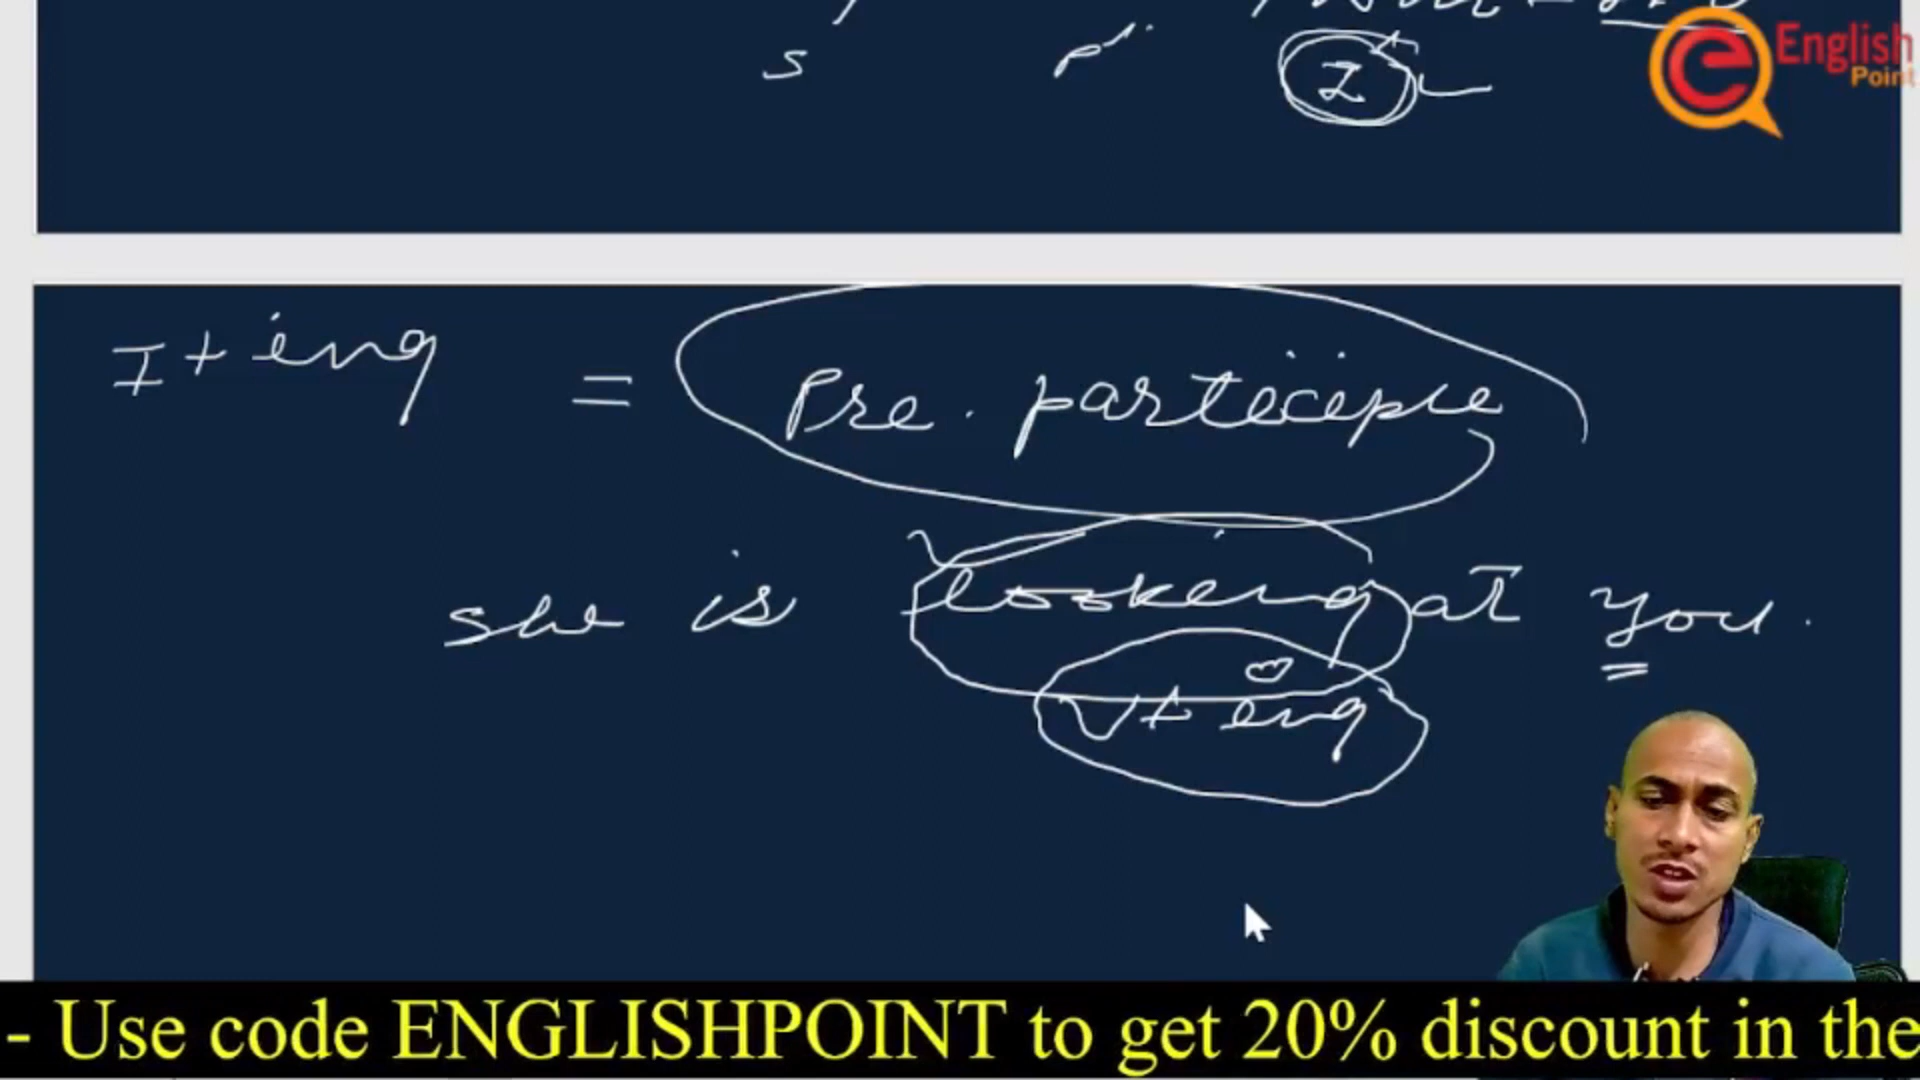 English
Point
s
I
I + ing
= Pre. participle
she is looking at you.
V + ing
- Use code ENGLISHPOINT to get 20% discount in the